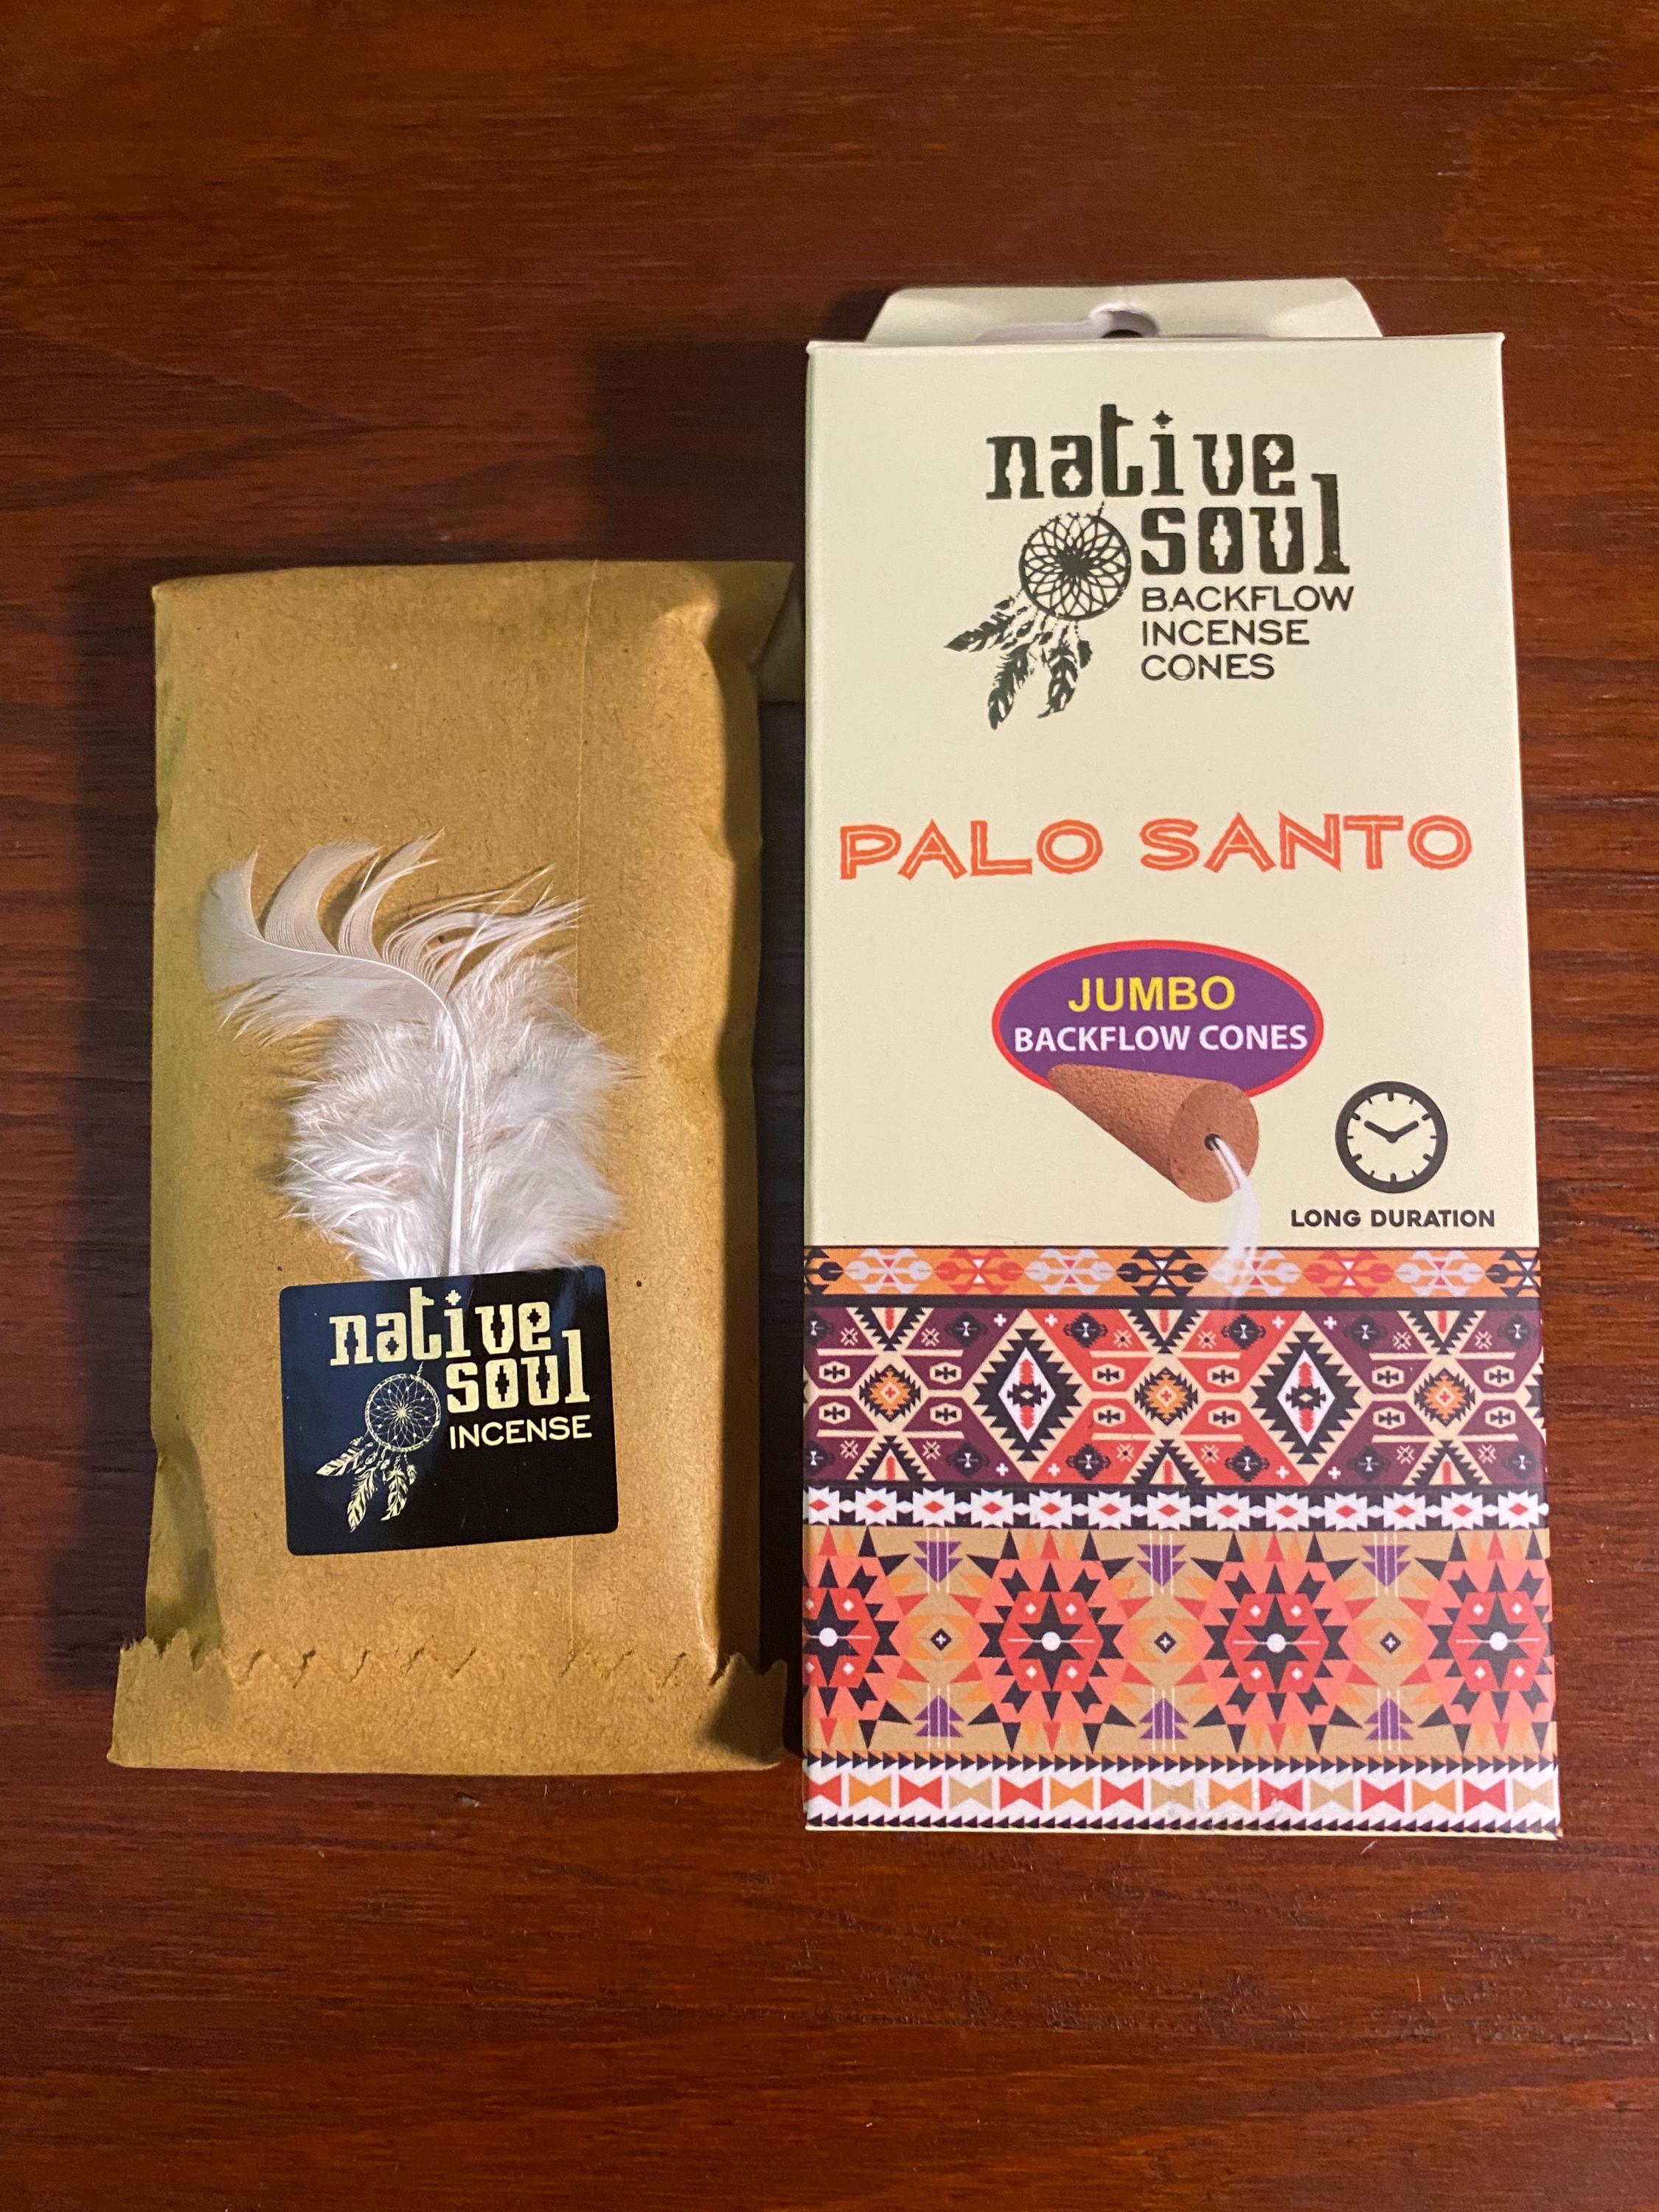 native
soul
INCENSE
native
soul
BACKFLOW
INCENSE
CONES
PALO SANTO
JUMBO
BACKFLOW CONES
LONG DURATION